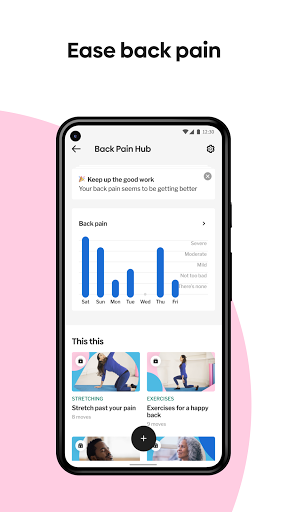 Ease back pain
12:30
Back Pain Hub
🎉 Keep up the good work
Your back pain seems to be getting better
Back pain
Severe
Moderate
Mild
Not too bad
here's none
Sat Sun Mon Tue Wed Thu Fri
This this
STRETCHING
Stretch past your pain
8 moves
EXERCISES
Exercises for a happy
back
9 moves